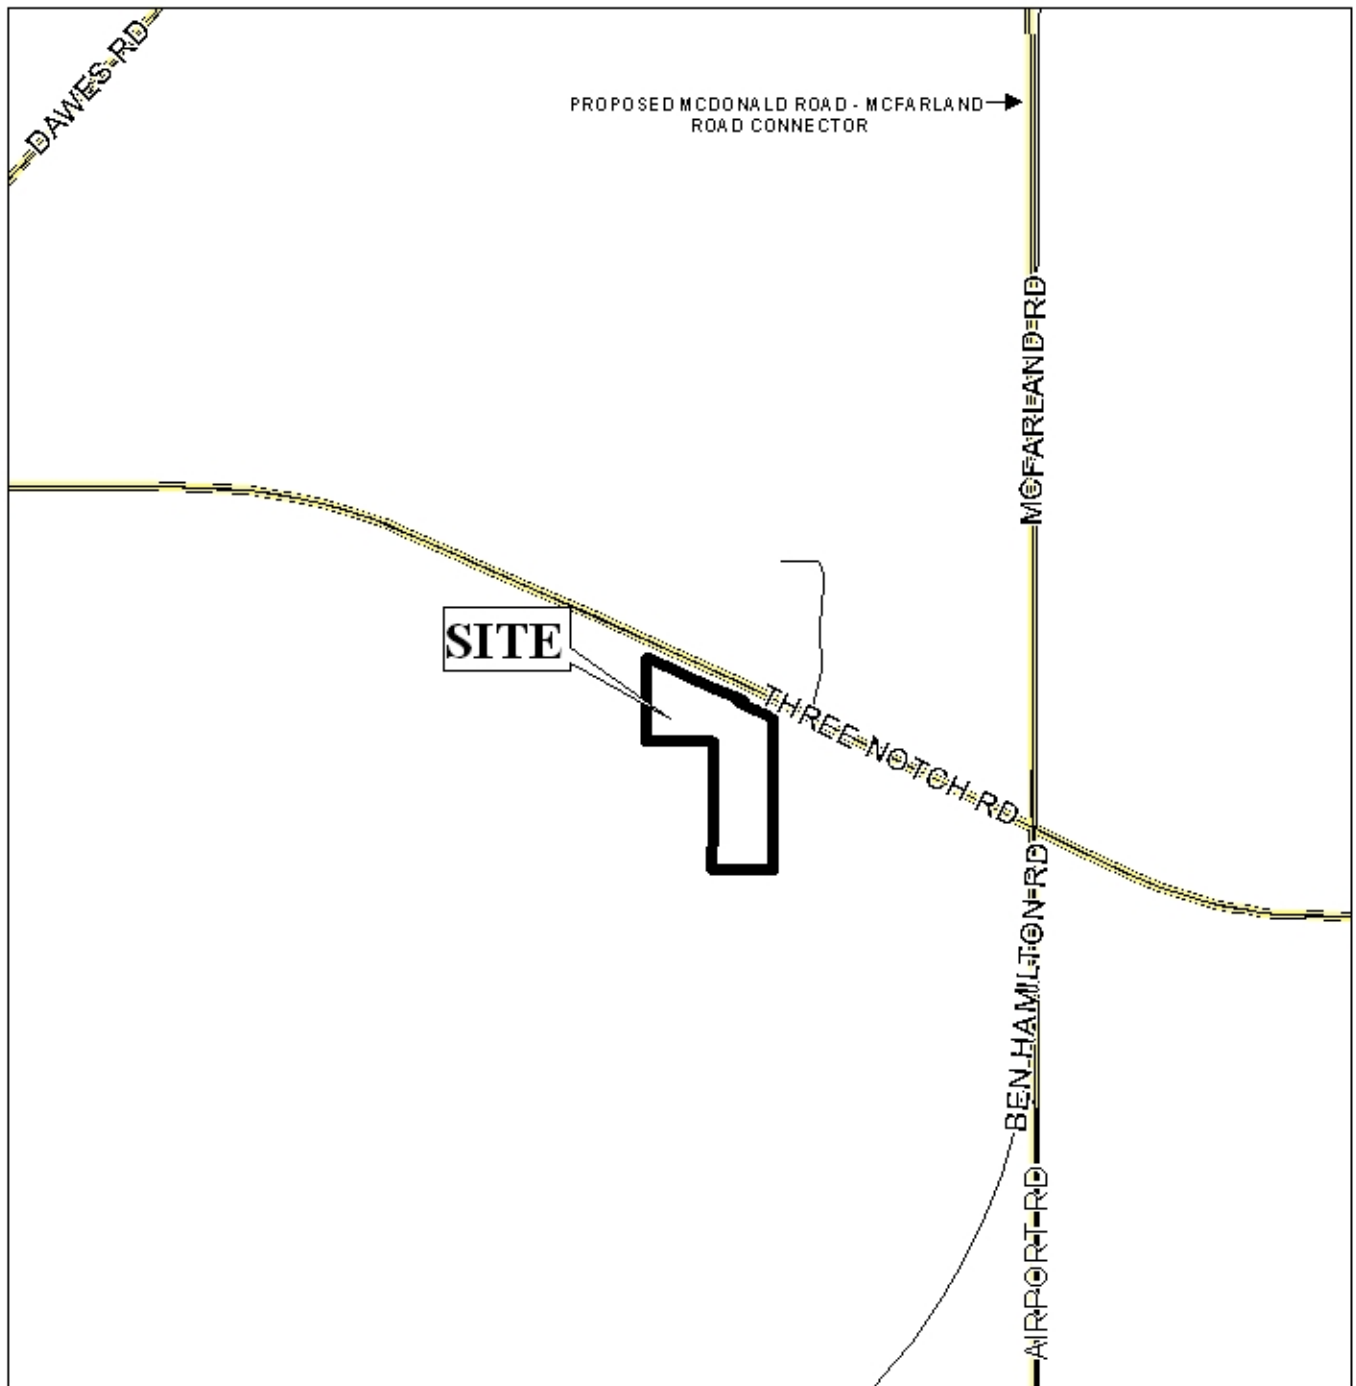 DAWES RD
PROPOSED MCDONALD ROAD - MCFARLAND
ROAD CONNECTOR
MCFARLAND RD
SITE
THREE NOTCH RD
BEN HAMILTON RD
AIRPORT RD